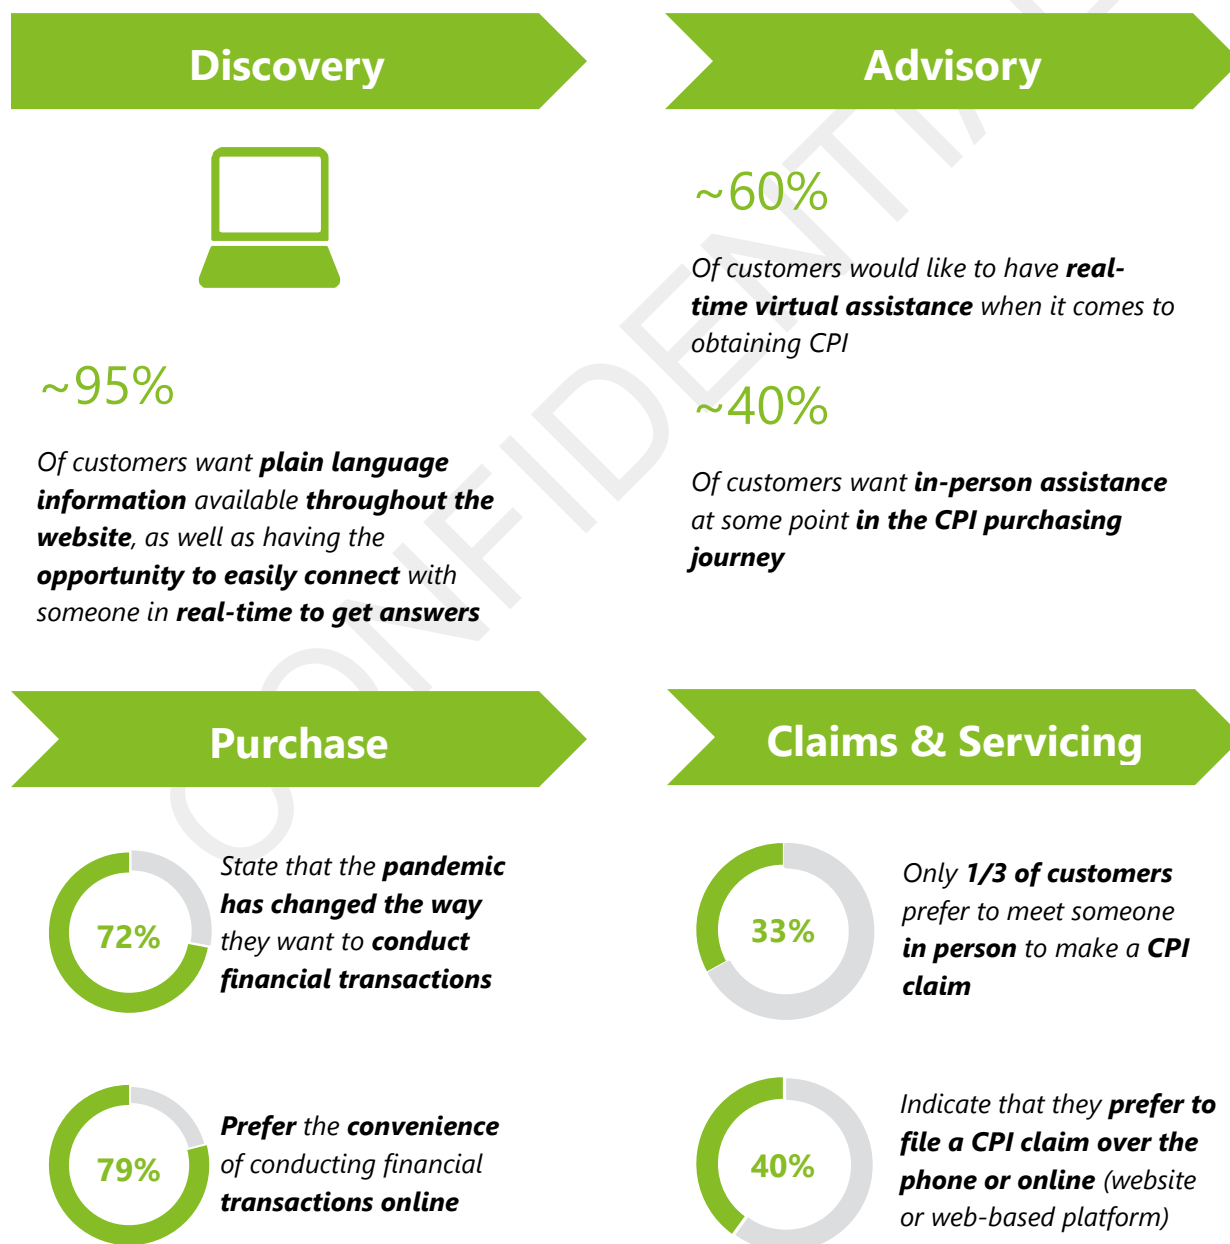 Discovery
~95%
Of customers want plain language
information available throughout the
website, as well as having the
opportunity to easily connect with
someone in real-time to get answers
Advisory
~60%
Of customers would like to have real-
time virtual assistance when it comes to
obtaining CPI
~40%
Of customers want in-person assistance
at some point in the CPI purchasing
journey
Purchase
72%
State that the pandemic
has changed the way
they want to conduct
financial transactions
79%
Prefer the convenience
of conducting financial
transactions online
Claims & Servicing
33%
Only 1/3 of customers
prefer to meet someone
in person to make a CPI
claim
40%
Indicate that they prefer to
file a CPI claim over the
phone or online (website
or web-based platform)
CONFIDENTIA